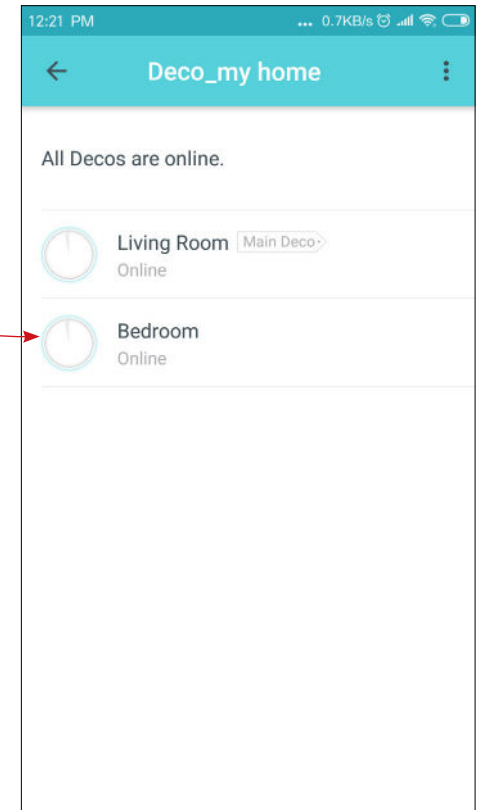 12:21 PM ... 0.7KB/s
Deco_my home
All Decos are online.
Living Room Main Deco
Online
Bedroom
Online